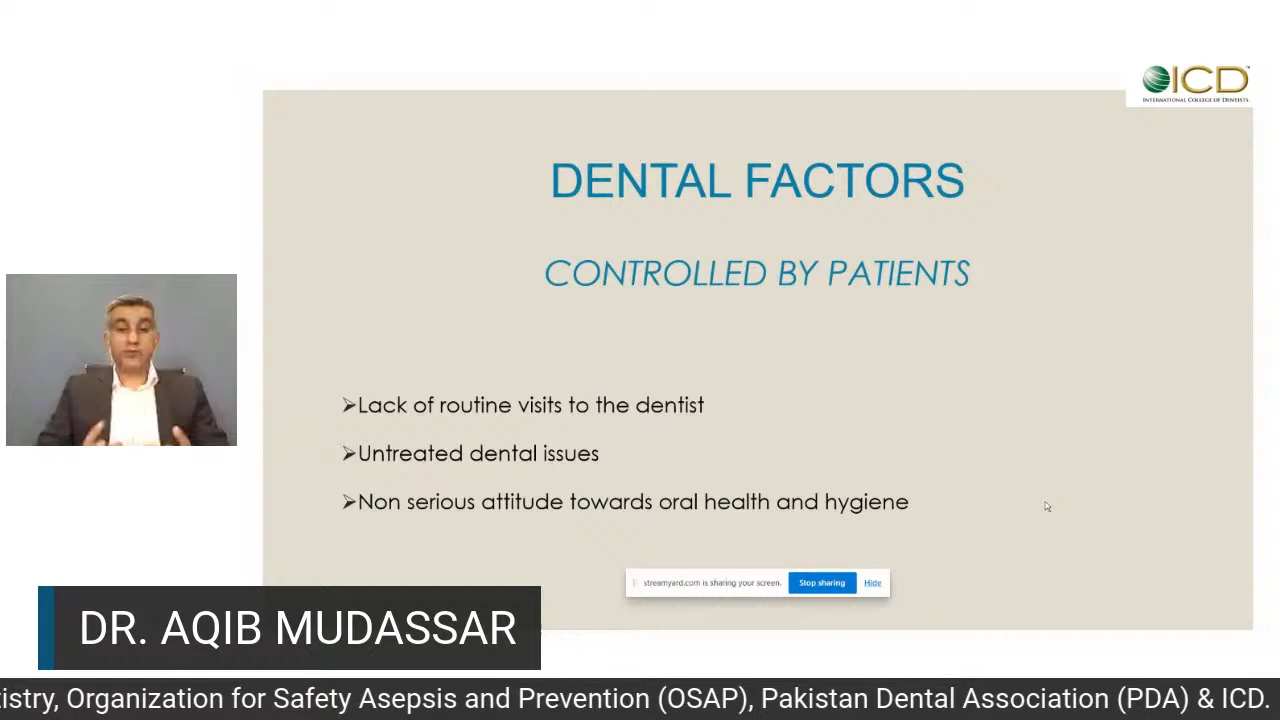 ICD
INTERNATIONAL COLLEGE OF DENTISTS
DENTAL FACTORS
CONTROLLED BY PATIENTS
➢Lack of routine visits to the dentist
➢Untreated dental issues
➢Non serious attitude towards oral health and hygiene
streamyard.com is sharing your screen. Stop sharing Hide
DR. AQIB MUDASSAR
tistry, Organization for Safety Asepsis and Prevention (OSAP), Pakistan Dental Association (PDA) & ICD.